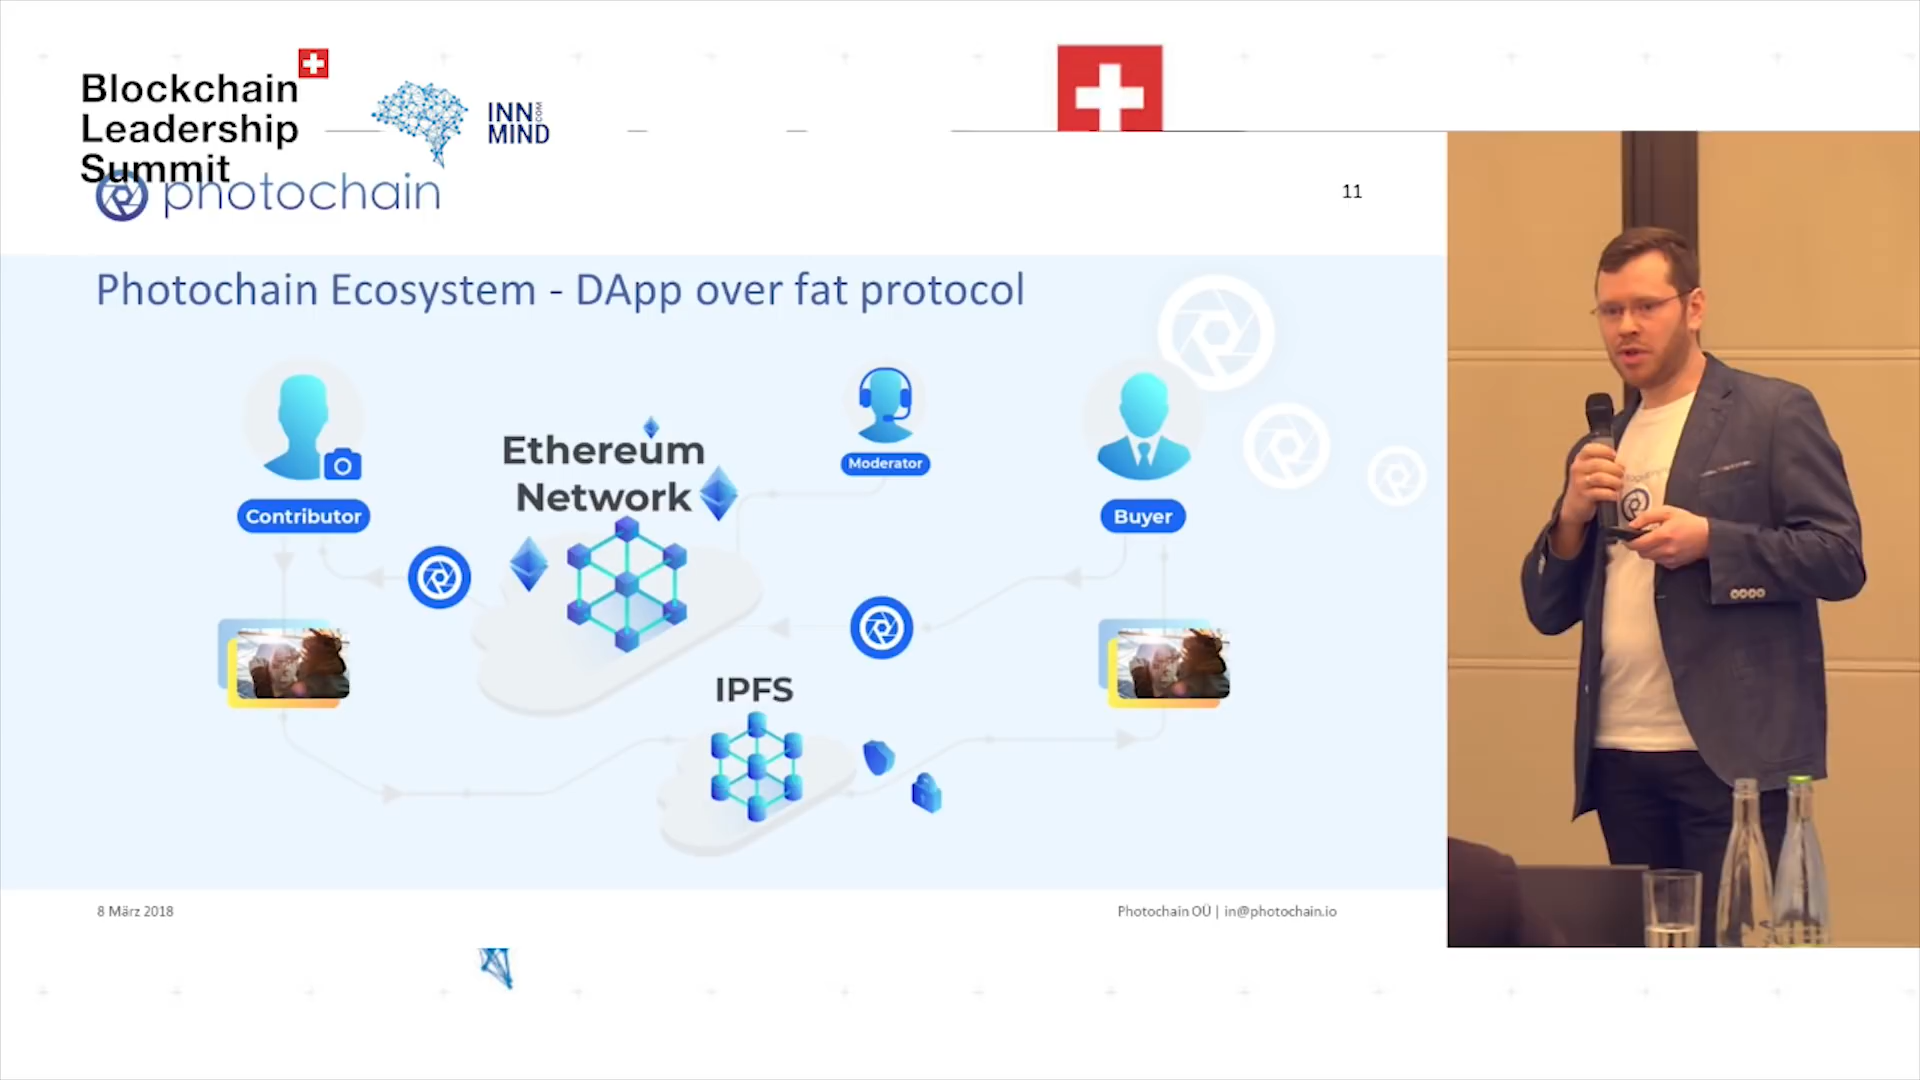 Blockchain
Leadership
Summit
INN
.COM
MIND
photochain
11
Photochain Ecosystem - DApp over fat protocol
Ethereum
Network
Moderator
Contributor
Buyer
IPFS
8 März 2018
Photochain OÜ | in@photochain.io